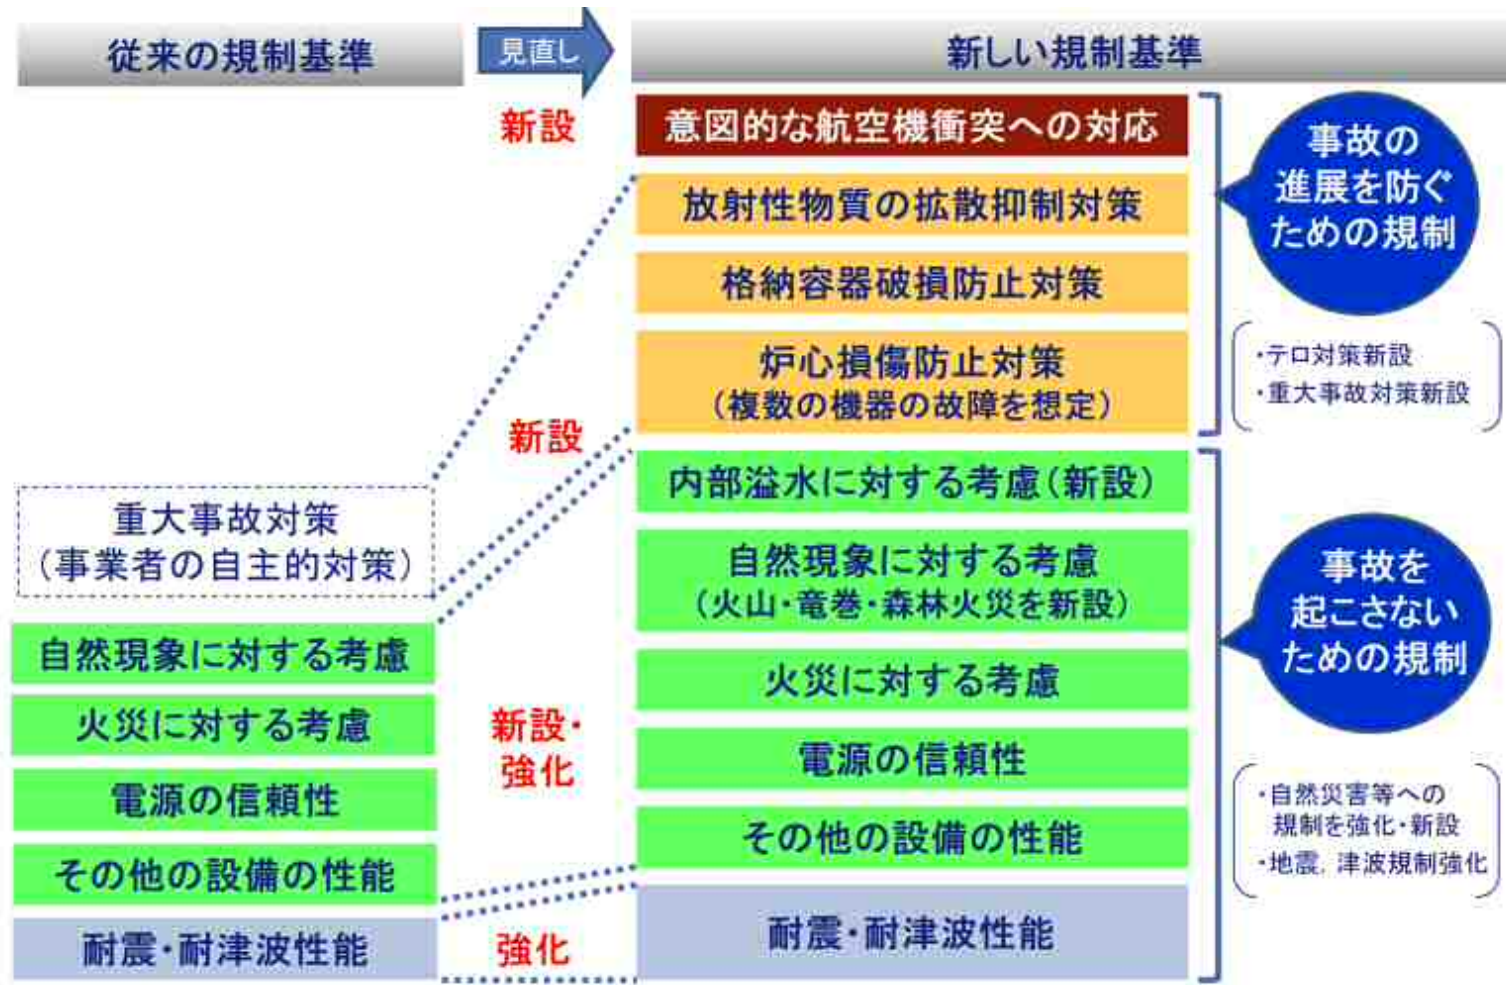 従来の規制基準
見直し
新しい規制基準
新設
意図的な航空機衝突への対応
放射性物質の拡散抑制対策
格納容器破損防止対策
炉心損傷防止対策
（複数の機器の故障を想定）
事故の
進展を防ぐ
ための規制
・テロ対策新設
・重大事故対策新設
新設
重大事故対策
（事業者の自主的対策）
自然現象に対する考慮
火災に対する考慮
電源の信頼性
その他の設備の性能
耐震・耐津波性能
新設・
強化
強化
内部溢水に対する考慮（新設）
自然現象に対する考慮
（火山・竜巻・森林火災を新設）
火災に対する考慮
電源の信頼性
その他の設備の性能
耐震・耐津波性能
事故を
起こさない
ための規制
・自然災害等への
規制を強化・新設
・地震，津波規制強化